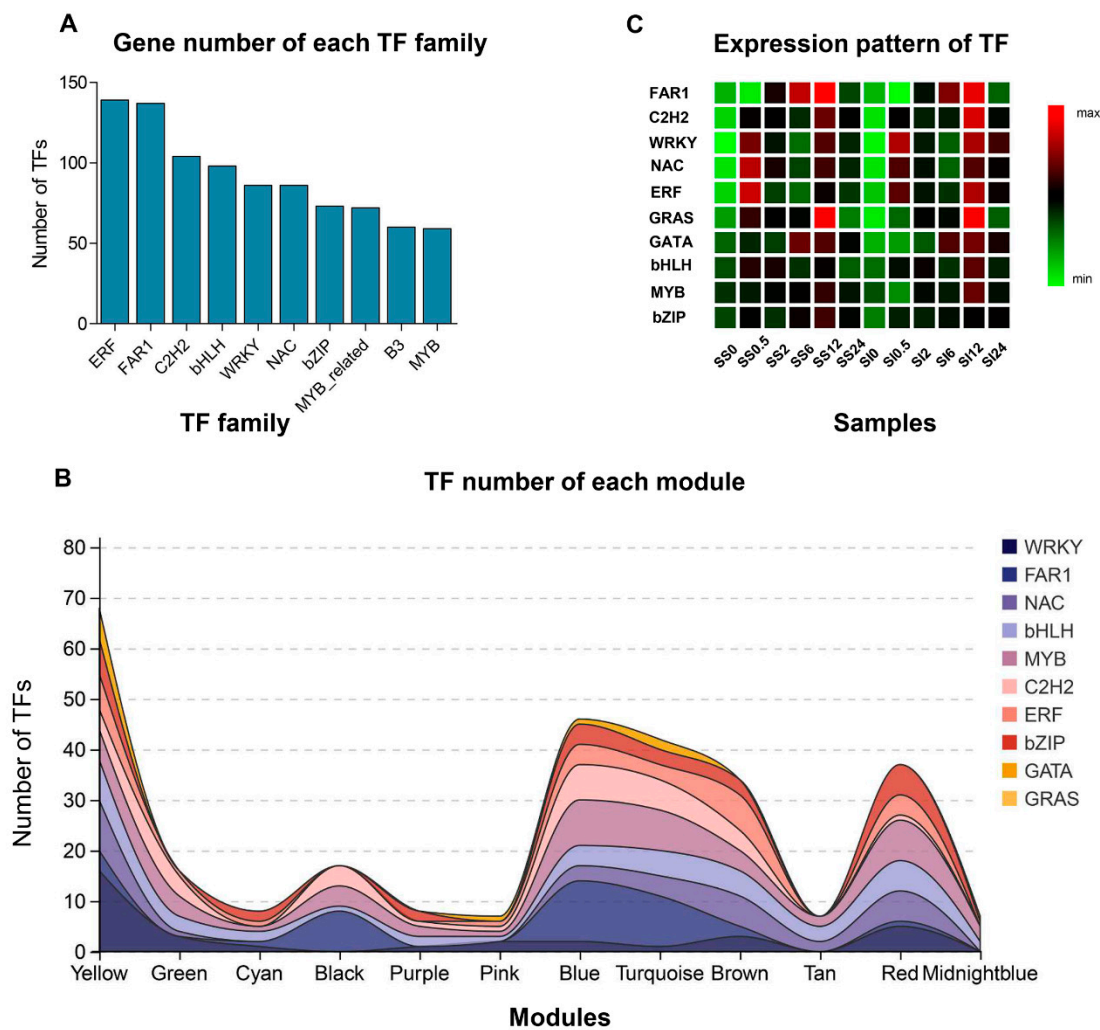 A
Gene number of each TF family
Number of TFs
150
100
50
0
ERF
FAR1
C2H2
bHLH
WRKY
NAC
bZIP
MYB_related
B3
MYB
TF family
C
Expression pattern of TF
FAR1
C2H2
WRKY
NAC
ERF
GRAS
GATA
bHLH
MYB
bZIP
SS0
SS0.5
SS2
SS6
SS12
SS24
SI0
SI0.5
SI2
SI6
SI12
SI24
Samples
max
min
B
TF number of each module
Number of TFs
80
70
60
50
40
30
20
10
0
Yellow
Green
Cyan
Black
Purple
Pink
Blue
Turquoise
Brown
Tan
Red
Midnightblue
Modules
WRKY
FAR1
NAC
bHLH
MYB
C2H2
ERF
bZIP
GATA
GRAS